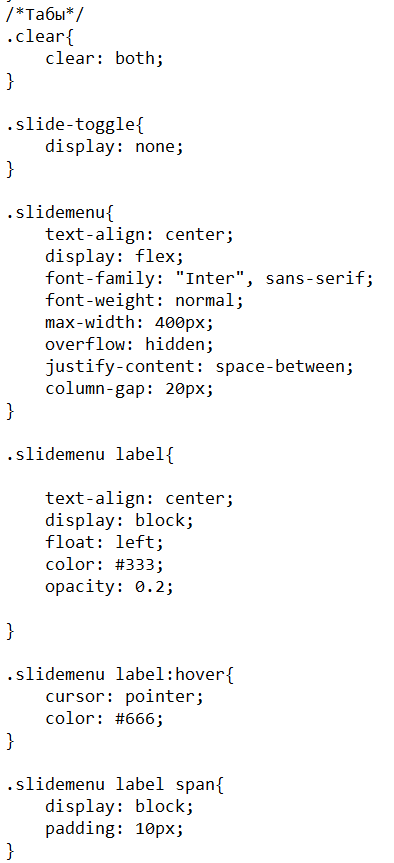 /*Табы*/
.clear{
    clear: both;
}

.slide-toggle{
    display: none;
}

.slidemenu{
    text-align: center;
    display: flex;
    font-family: "Inter", sans-serif;
    font-weight: normal;
    max-width: 400px;
    overflow: hidden;
    justify-content: space-between;
    column-gap: 20px;
}

.slidemenu label{

    text-align: center;
    display: block;
    float: left;
    color: #333;
    opacity: 0.2;

}

.slidemenu label:hover{
    cursor: pointer;
    color: #666;
}

.slidemenu label span{
    display: block;
    padding: 10px;
}